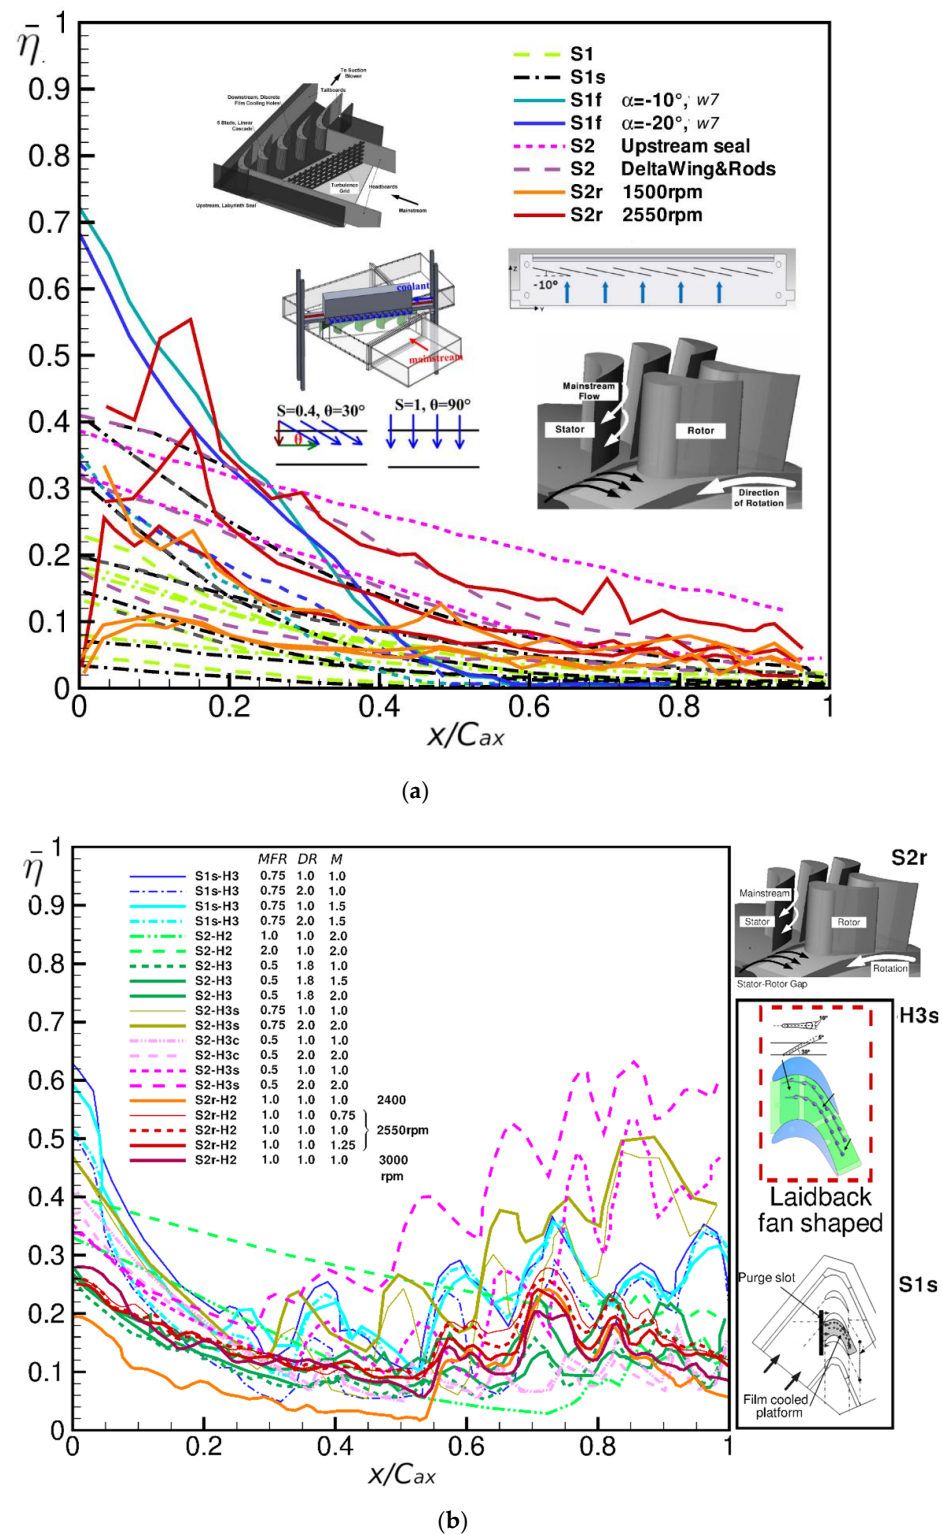 1
η̄
0.9
0.8
0.7
0.6
0.5
0.4
0.3
0.2
0.1
0
0 0.2 0.4 0.6 0.8 1
x/Cax
S1
S1s
S1f α=-10°, w7
S1f α=-20°, w7
S2 Upstream seal
S2 DeltaWing&Rods
S2r 1500rpm
S2r 2550rpm
To Suction
Blower
Tailboards
Downstream, Discrete
Film Cooling Holes
5 Blade, Linear
Cascade
Turbulence
Grid
Headboards
Upstream, Labyrinth Seal
Mainstream
coolant
mainstream
S=0.4, θ=30°
θ
S=1, θ=90°
z
-10°
Y
Mainstream
Flow
Stator
Rotor
Direction
of Rotation
(a)
1
η̄
0.9
0.8
0.7
0.6
0.5
0.4
0.3
0.2
0.1
0
0 0.2 0.4 0.6 0.8 1
x/Cax
MFR DR M
S1s-H3 0.75 1.0 1.0
S1s-H3 0.75 2.0 1.0
S1s-H3 0.75 1.0 1.5
S1s-H3 0.75 2.0 1.5
S2-H2 1.0 1.0 2.0
S2-H2 2.0 1.0 2.0
S2-H3 0.5 1.8 1.0
S2-H3 0.5 1.8 1.5
S2-H3 0.5 1.8 2.0
S2-H3s 0.75 1.0 1.0
S2-H3s 0.75 2.0 2.0
S2-H3c 0.5 1.0 1.0
S2-H3c 0.5 2.0 2.0
S2-H3s 0.5 1.0 1.0
S2-H3s 0.5 2.0 2.0
S2r-H2 1.0 1.0 1.0 2400
S2r-H2 1.0 1.0 0.75
S2r-H2 1.0 1.0 1.0 2550rpm
S2r-H2 1.0 1.0 1.25
S2r-H2 1.0 1.0 1.0 3000
rpm
S2r
Mainstream
Stator
Rotor
Rotation
Stator-Rotor Gap
H3s
10°
5°
30°
Laidback
fan shaped
S1s
Purge slot
Film cooled
platform
(b)